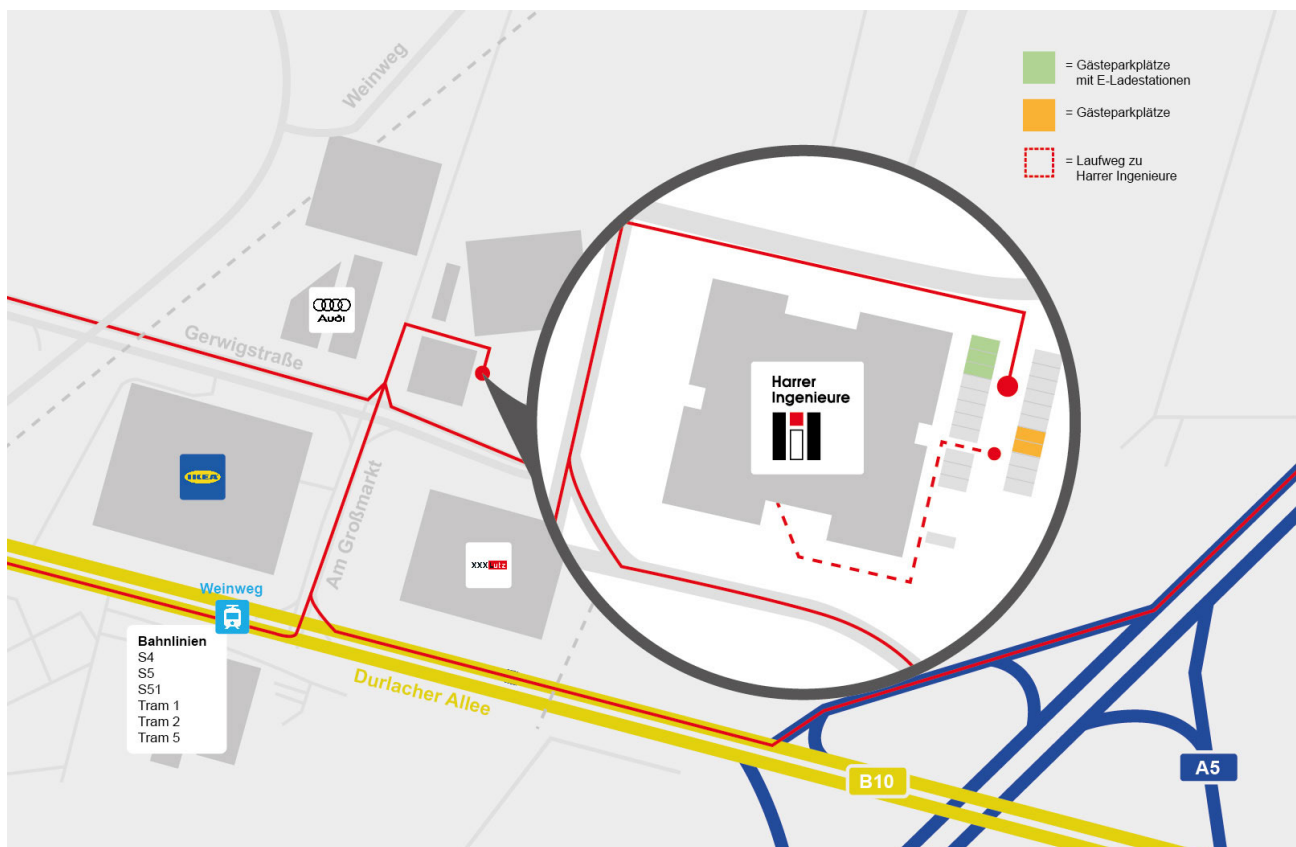 Weinweg
= Gästeparkplätze
mit E-Ladestationen
= Gästeparkplätze
= Laufweg zu
Harrer Ingenieure
Audi
Gerwigstraße
Harrer
Ingenieure
IKEA
Am Großmarkt
xxxLutz
Weinweg
Bahnlinien
S4
S5
S51
Tram 1
Tram 2
Tram 5
Durlacher Allee
B10
A5